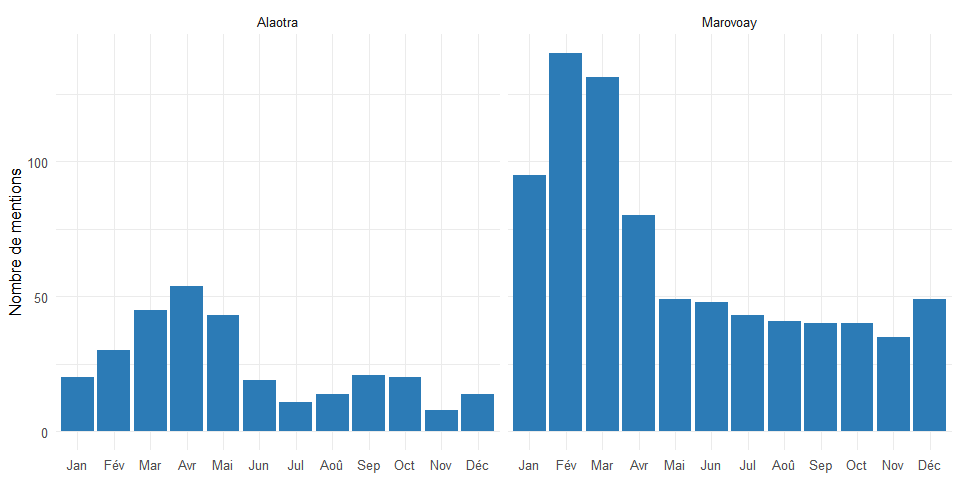 Alaotra
Marovoay
Nombre de mentions
100
50
0
Jan Fév Mar Avr Mai Jun Jul Aoû Sep Oct Nov Déc
Jan Fév Mar Avr Mai Jun Jul Aoû Sep Oct Nov Déc